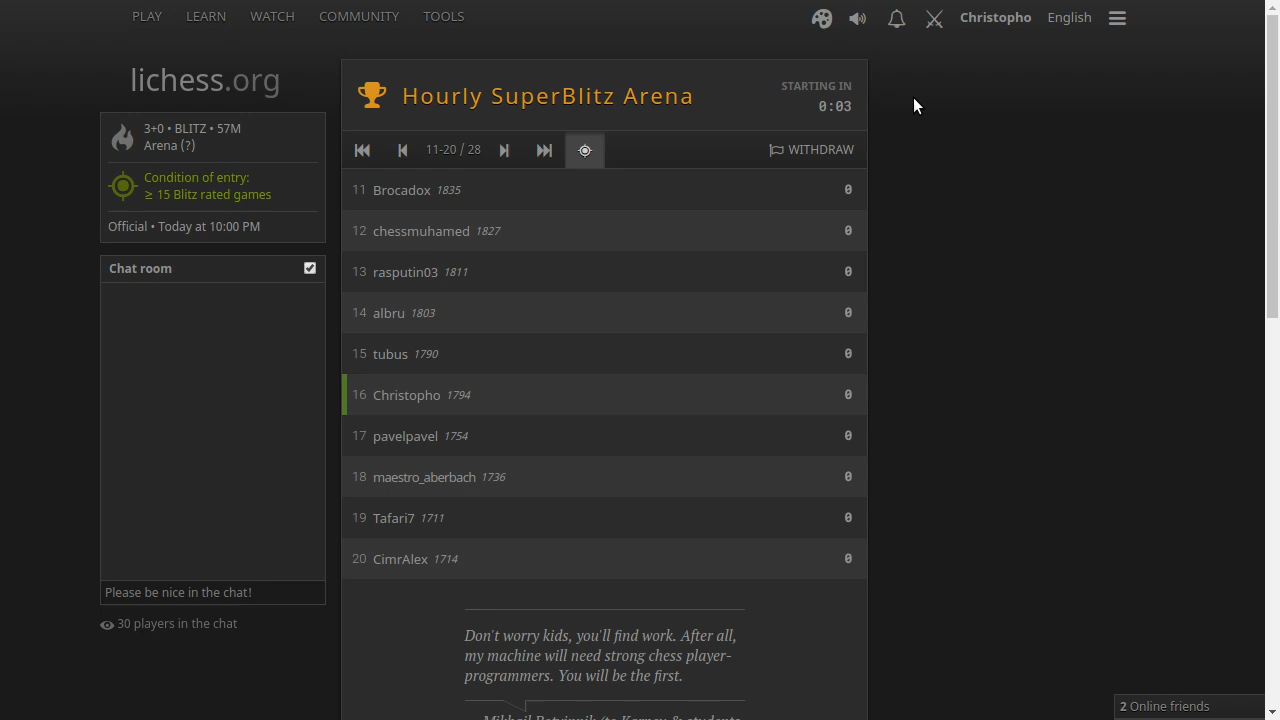 PLAY LEARN WATCH COMMUNITY TOOLS Christopho English
lichess.org
3+0 • BLITZ • 57M
Arena (?)
Condition of entry:
≥ 15 Blitz rated games
Official • Today at 10:00 PM
Chat room
Please be nice in the chat!
30 players in the chat
Hourly SuperBlitz Arena
STARTING IN
0:03
11-20 / 28 WITHDRAW
11 Brocadox 1835 0
12 chessmuhamed 1827 0
13 rasputin03 1811 0
14 albru 1803 0
15 tubus 1790 0
16 Christopho 1794 0
17 pavelpavel 1754 0
18 maestro_aberbach 1736 0
19 Tafari7 1711 0
20 CimrAlex 1714 0
Don't worry kids, you'll find work. After all,
my machine will need strong chess player-
programmers. You will be the first.
Mikhail Botvinnik (to Karpov & students
2 Online friends